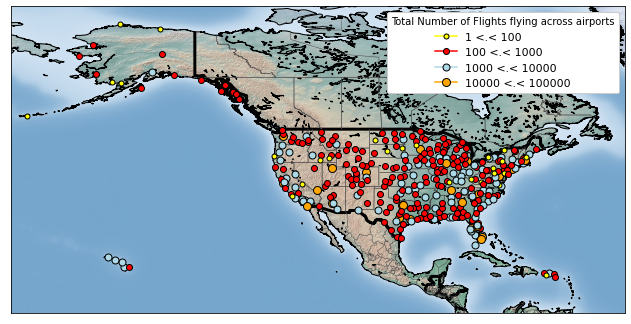 Total Number of Flights flying across airports
1 <.< 100
100 <.< 1000
1000 <.< 10000
10000 <.< 100000